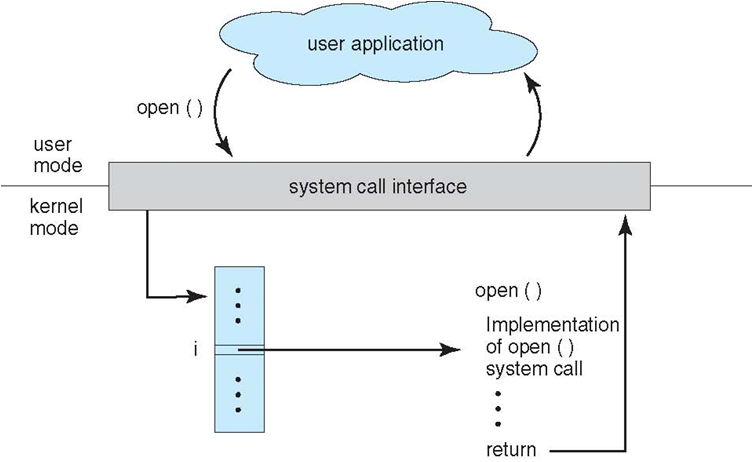 user application
open ( )
user
mode
system call interface
kernel
mode
i
open ( )
Implementation
of open ( )
system call
return